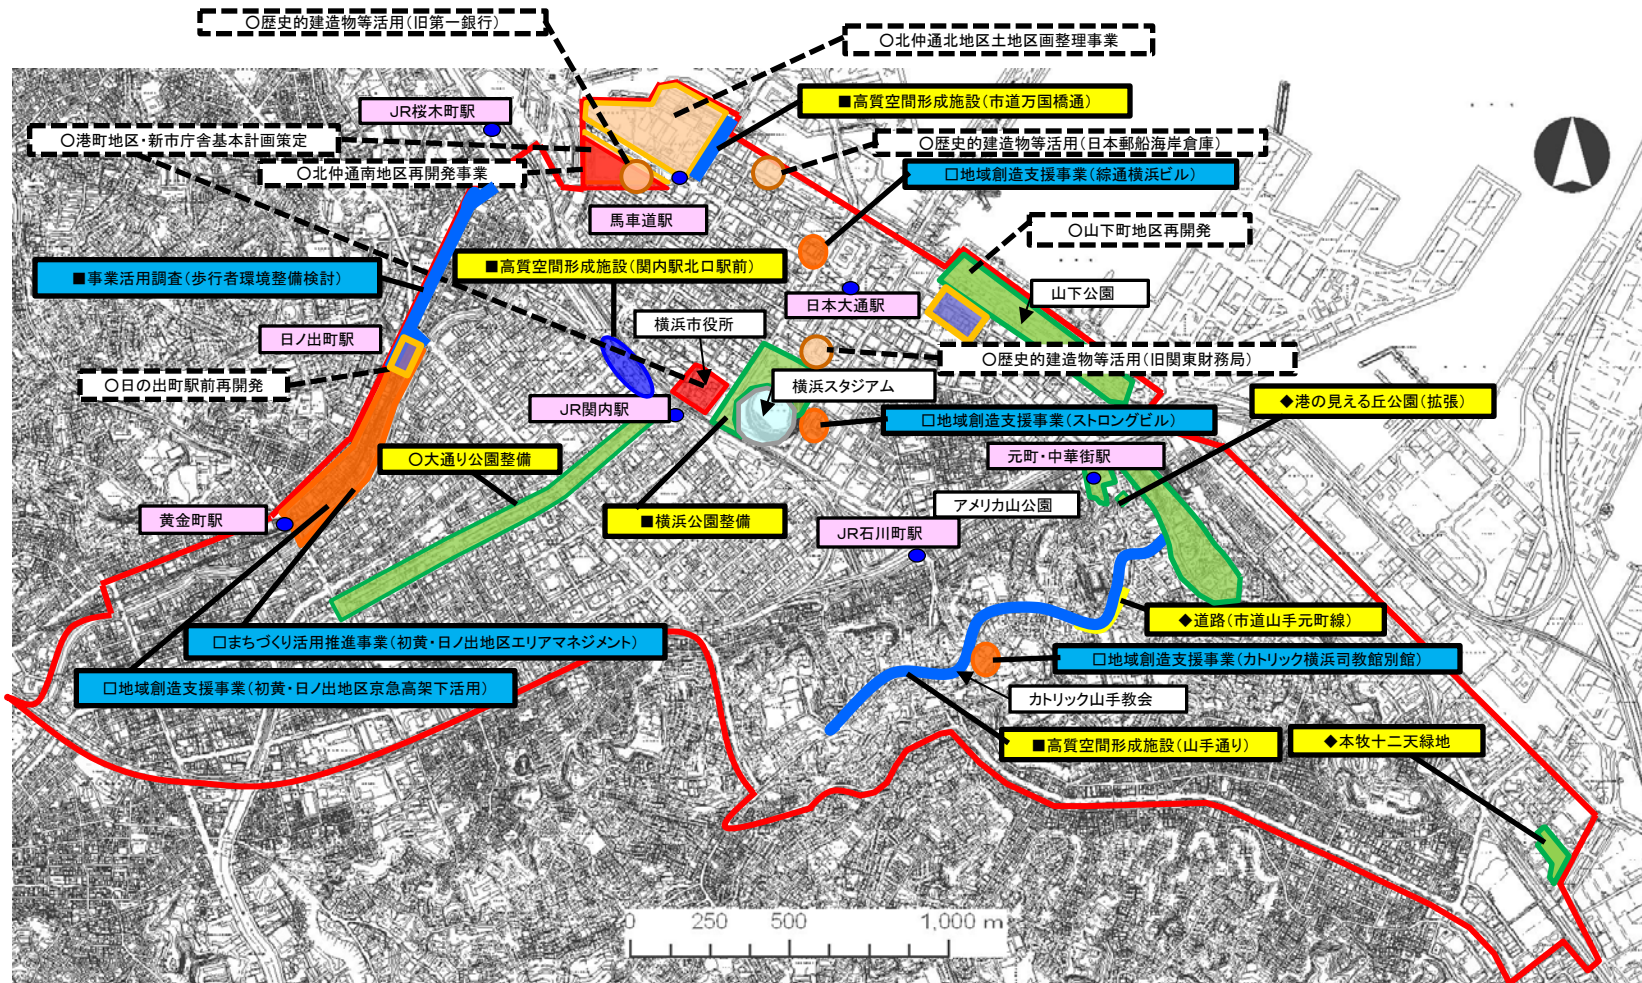 ○歴史的建造物等活用(旧第一銀行)
○北仲通北地区土地区画整理事業
JR桜木町駅
■高質空間形成施設(市道万国橋通)
○港町地区・新市庁舎基本計画策定
○歴史的建造物等活用(日本郵船海岸倉庫)
○北仲通南地区再開発事業
□地域創造支援事業(綜通横浜ビル)
馬車道駅
○山下町地区再開発
■事業活用調査(歩行者環境整備検討)
■高質空間形成施設(関内駅北口駅前)
日本大通駅
山下公園
横浜市役所
日ノ出町駅
○歴史的建造物等活用(旧関東財務局)
○日の出町駅前再開発
横浜スタジアム
JR関内駅
◆港の見える丘公園(拡張)
□地域創造支援事業(ストロングビル)
○大通り公園整備
元町・中華街駅
アメリカ山公園
黄金町駅
■横浜公園整備
JR石川町駅
◆道路(市道山手元町線)
□まちづくり活用推進事業(初黄・日ノ出地区エリアマネジメント)
□地域創造支援事業(カトリック横浜司教館別館)
□地域創造支援事業(初黄・日ノ出地区京急高架下活用)
カトリック山手教会
■高質空間形成施設(山手通り)
◆本牧十二天緑地
0 250 500 1,000 m